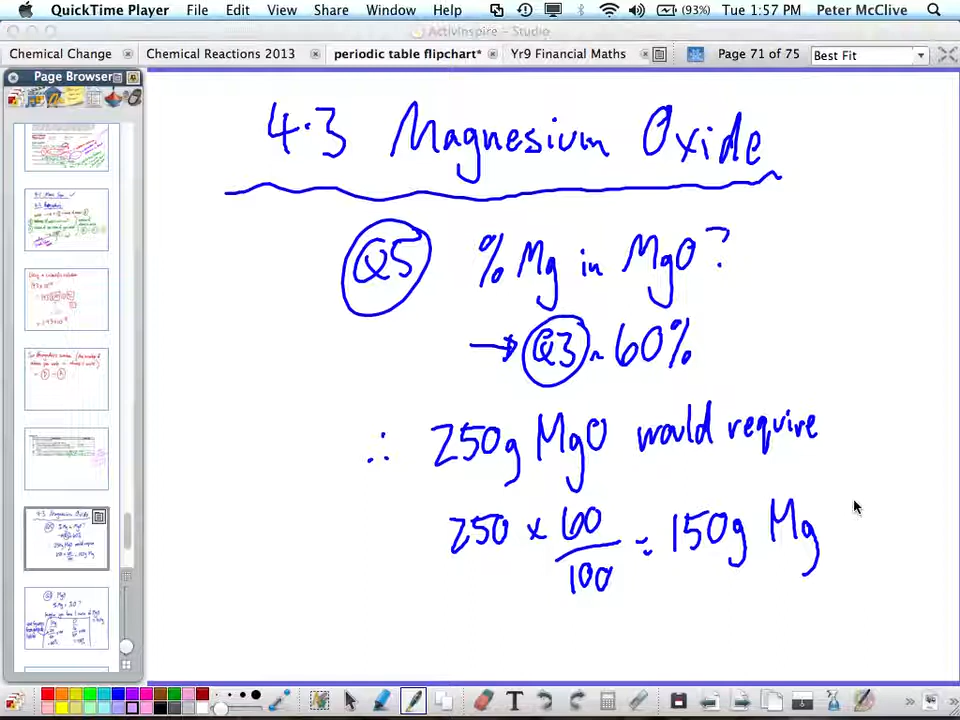 QuickTime Player File Edit View Share Window Help (93%) Tue 1:57 PM Peter McClive
ActivInspire - Studio
Chemical Change Chemical Reactions 2013 periodic table flipchart* Yr9 Financial Maths Page 71 of 75 Best Fit
Page Browser
4.3 Magnesium Oxide
Q5 % Mg in MgO?
→ Q3 ~ 60%
∴ 250g MgO would require
250 × 60/100 = 150g Mg